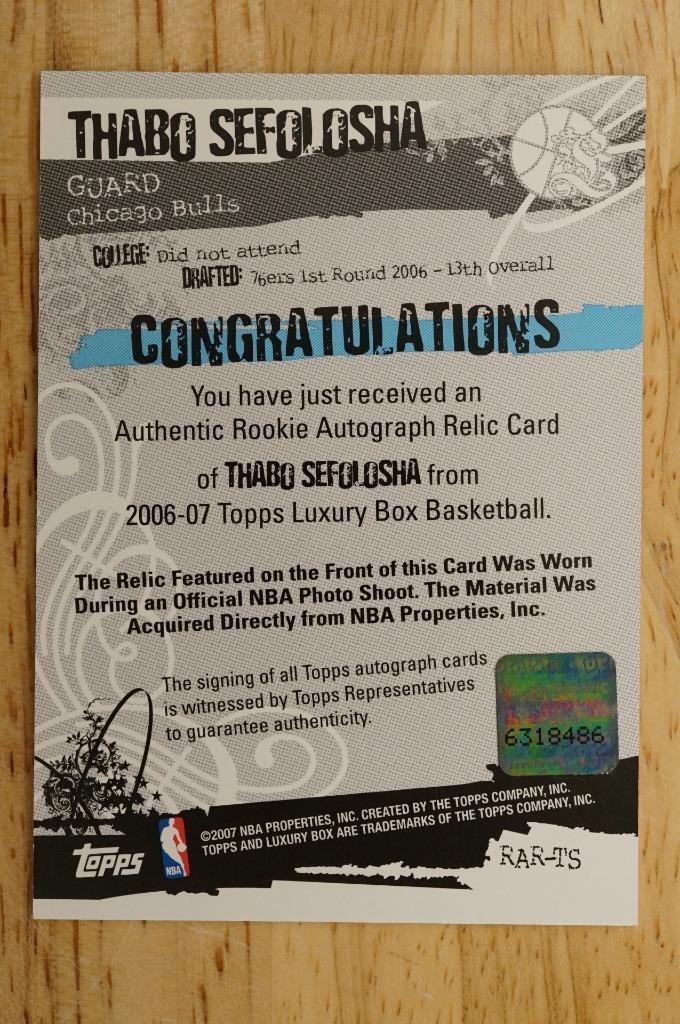 THABO SEFOLOSHA
GUARD
Chicago Bulls
COLLEGE: Did not attend
DRAFTED: 76ers 1st Round 2006 - 13th Overall
CONGRATULATIONS
You have just received an
Authentic Rookie Autograph Relic Card
of THABO SEFOLOSHA from
2006-07 Topps Luxury Box Basketball.
The Relic Featured on the Front of this Card Was Worn
During an Official NBA Photo Shoot. The Material Was
Acquired Directly from NBA Properties, Inc.
The signing of all Topps autograph cards
is witnessed by Topps Representatives
to guarantee authenticity.
6318486
©2007 NBA PROPERTIES, INC. CREATED BY THE TOPPS COMPANY, INC.
TOPPS AND LUXURY BOX ARE TRADEMARKS OF THE TOPPS COMPANY, INC.
topps
NBA
RAR-TS